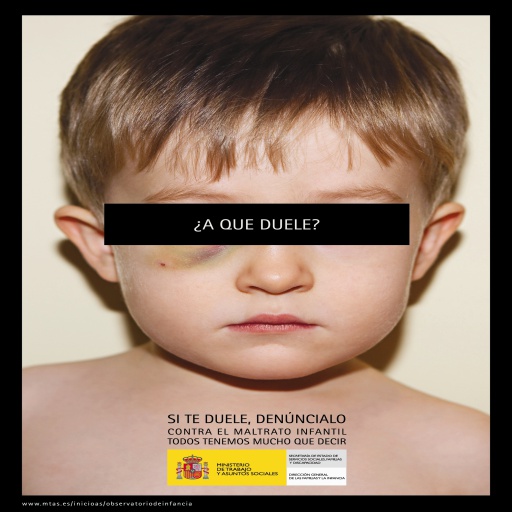 ¿A QUE DUELE?
SI TE DUELE, DENÚNCIALO
CONTRA EL MALTRATO INFANTIL
TODOS TENEMOS MUCHO QUE DECIR
MINISTERIO
DE TRABAJO
Y ASUNTOS SOCIALES
SECRETARÍA DE ESTADO DE
SERVICIOS SOCIALES, FAMILIAS
Y DISCAPACIDAD
DIRECCIÓN GENERAL
DE LAS FAMILIAS Y LA INFANCIA
www.mtas.es/inicioas/observatoriodeinfancia